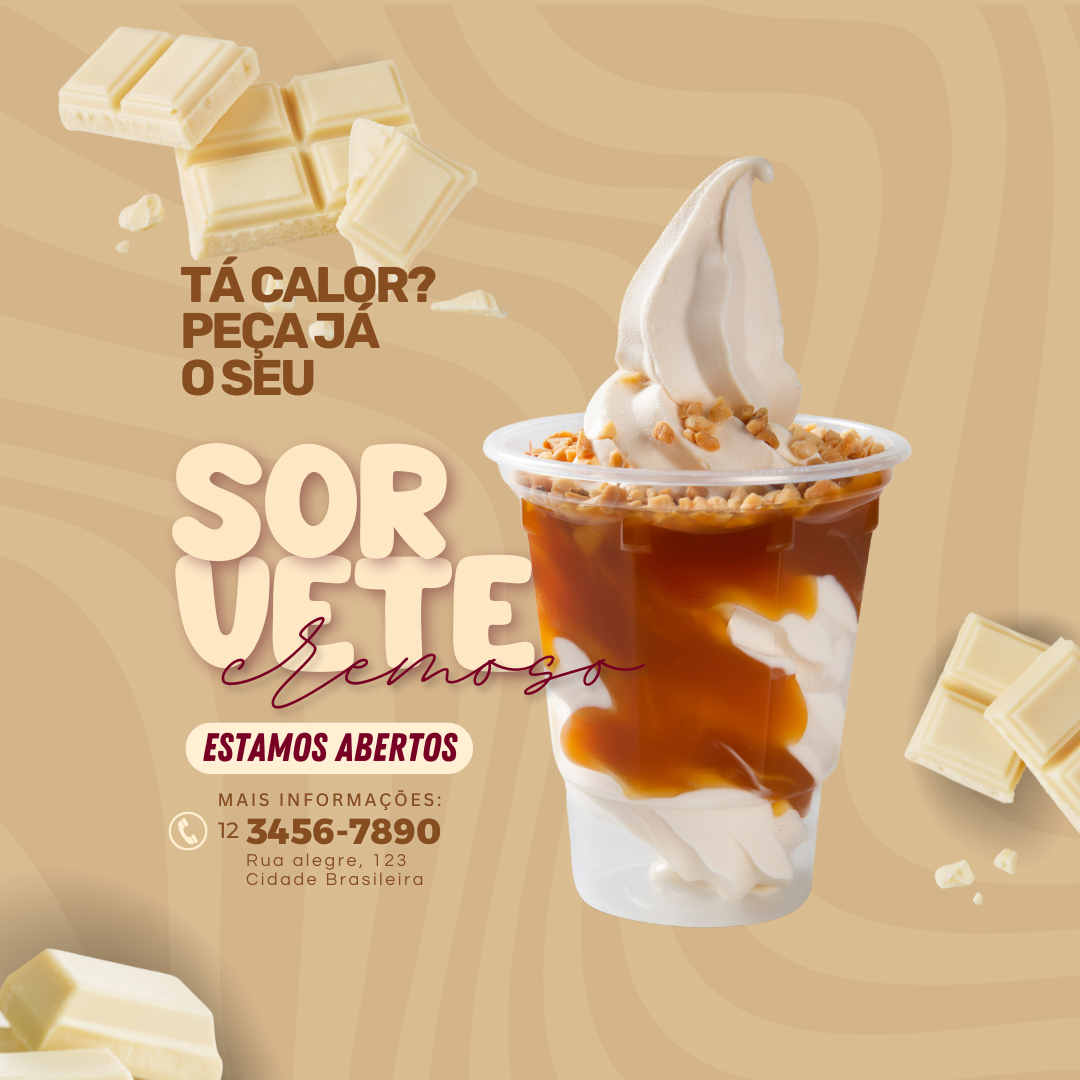 TÁ CALOR?
PEÇA JÁ
O SEU
SOR
VETE
cremoso
ESTAMOS ABERTOS
MAIS INFORMAÇÕES:
12 3456-7890
Rua alegre, 123
Cidade Brasileira